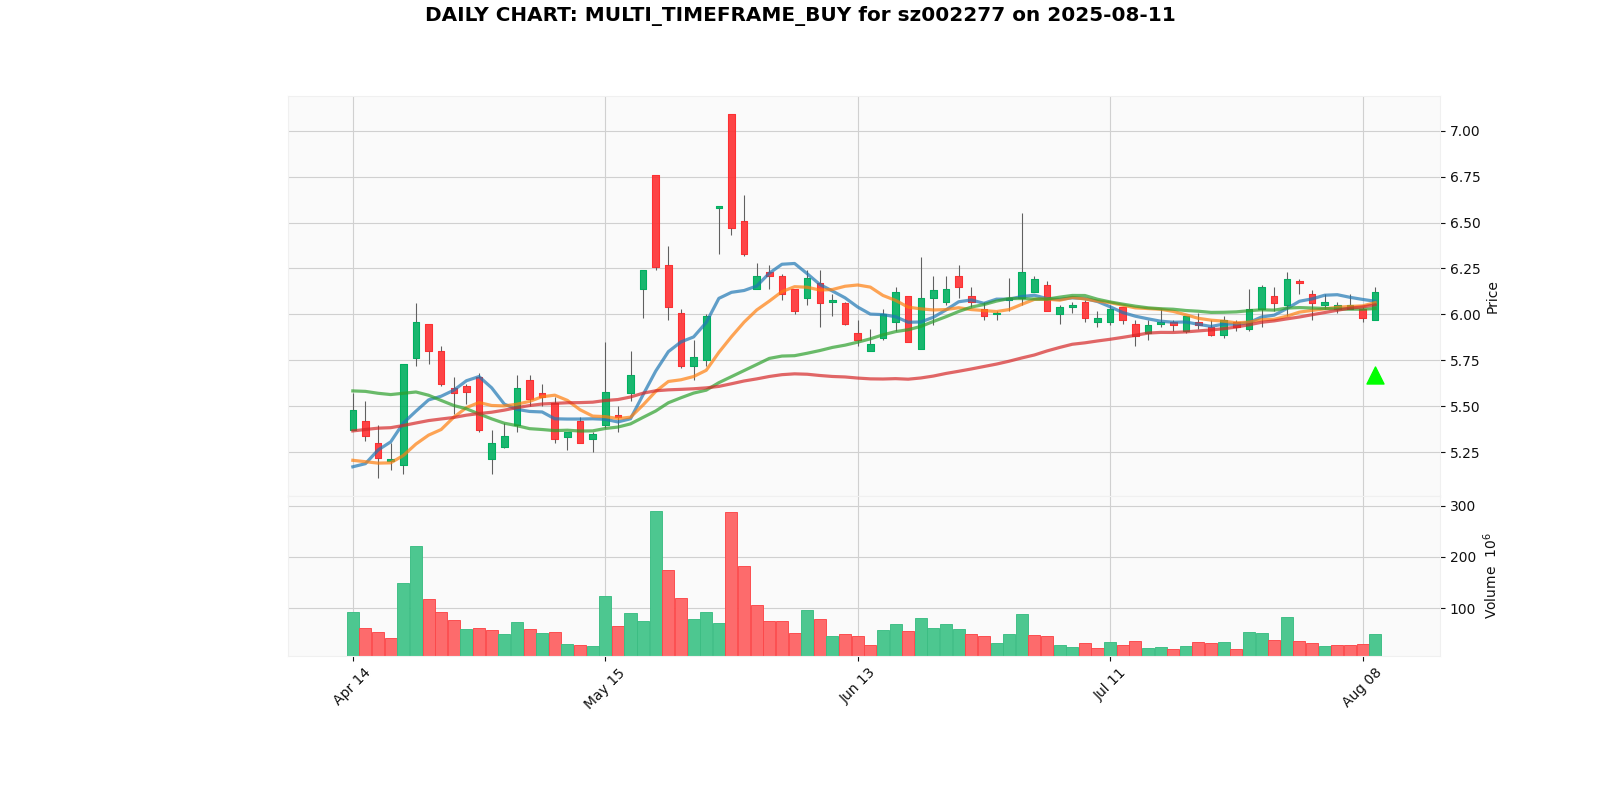 DAILY CHART: MULTI_TIMEFRAME_BUY for sz002277 on 2025-08-11
7.00
6.75
6.50
6.25
6.00
5.75
5.50
5.25
Price
300
200
100
Volume 10⁶
Apr 14
May 15
Jun 13
Jul 11
Aug 08